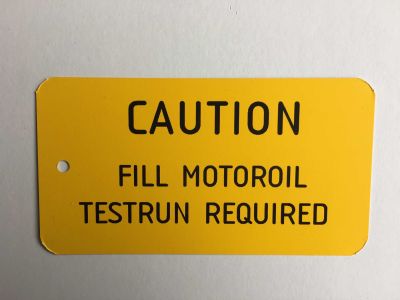 CAUTION
FILL MOTOROIL
TESTRUN REQUIRED